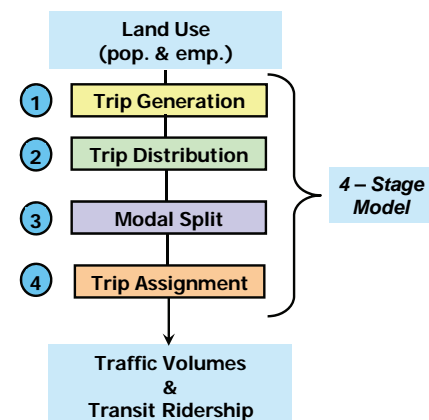 Land Use
(pop. & emp.)
1 Trip Generation
2 Trip Distribution
3 Modal Split
4 Trip Assignment
4 – Stage
Model
Traffic Volumes
&
Transit Ridership